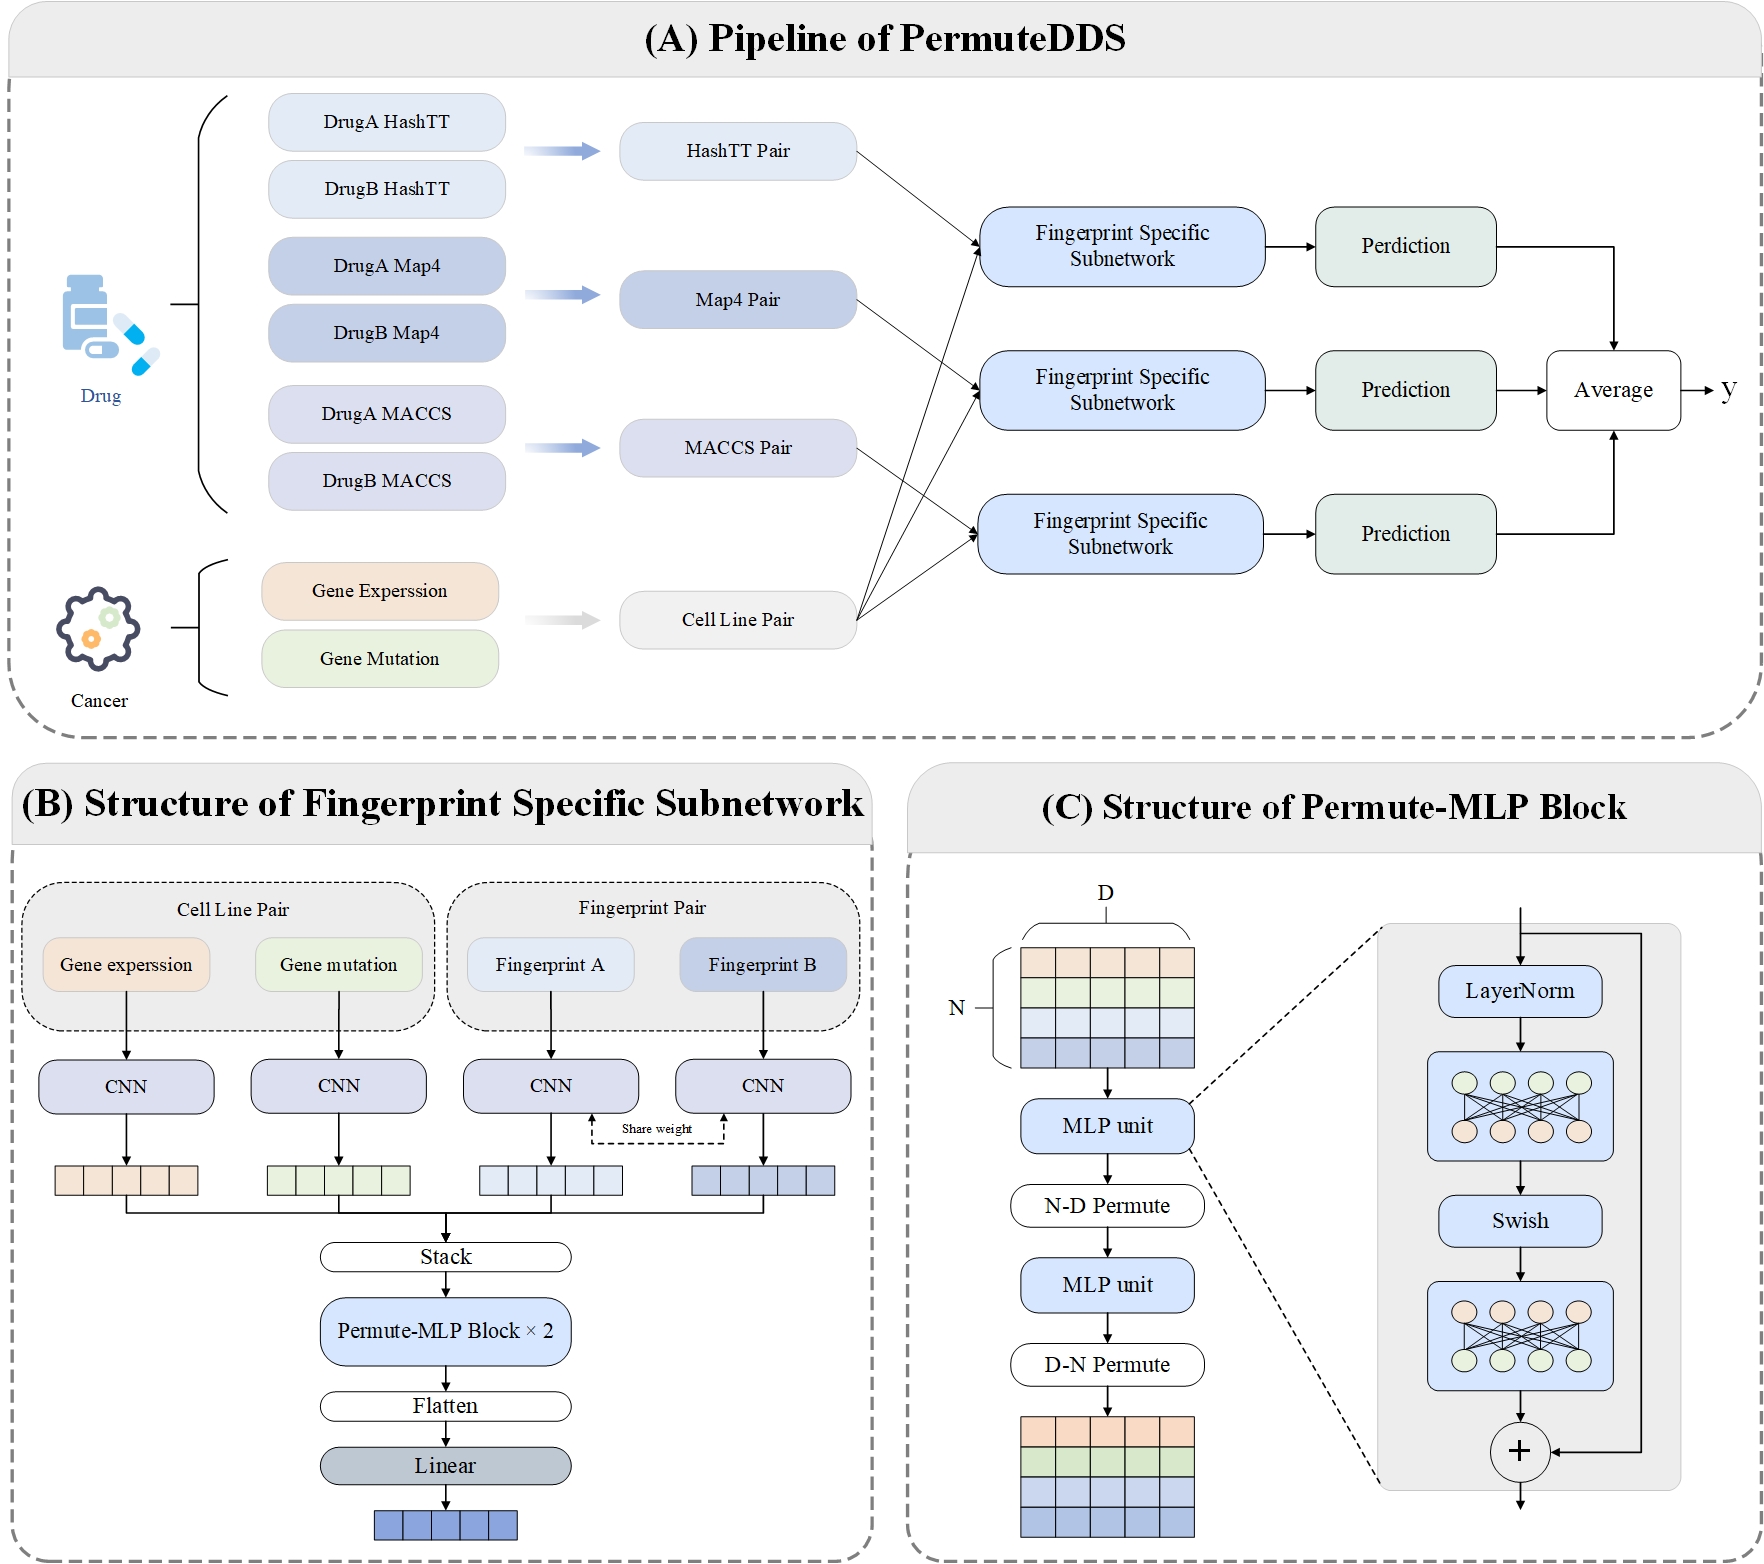 (A) Pipeline of PermuteDDS
DrugA HashTT
DrugB HashTT
HashTT Pair
DrugA Map4
DrugB Map4
Map4 Pair
DrugA MACCS
DrugB MACCS
MACCS Pair
Drug
Gene Experssion
Gene Mutation
Cell Line Pair
Cancer
Fingerprint Specific
Subnetwork
Perdiction
Fingerprint Specific
Subnetwork
Prediction
Fingerprint Specific
Subnetwork
Prediction
Average
y
(B) Structure of Fingerprint Specific Subnetwork
Cell Line Pair
Fingerprint Pair
Gene experssion
Gene mutation
Fingerprint A
Fingerprint B
CNN
CNN
CNN
CNN
Share weight
Stack
Permute-MLP Block × 2
Flatten
Linear
(C) Structure of Permute-MLP Block
D
N
MLP unit
N-D Permute
MLP unit
D-N Permute
LayerNorm
Swish
+